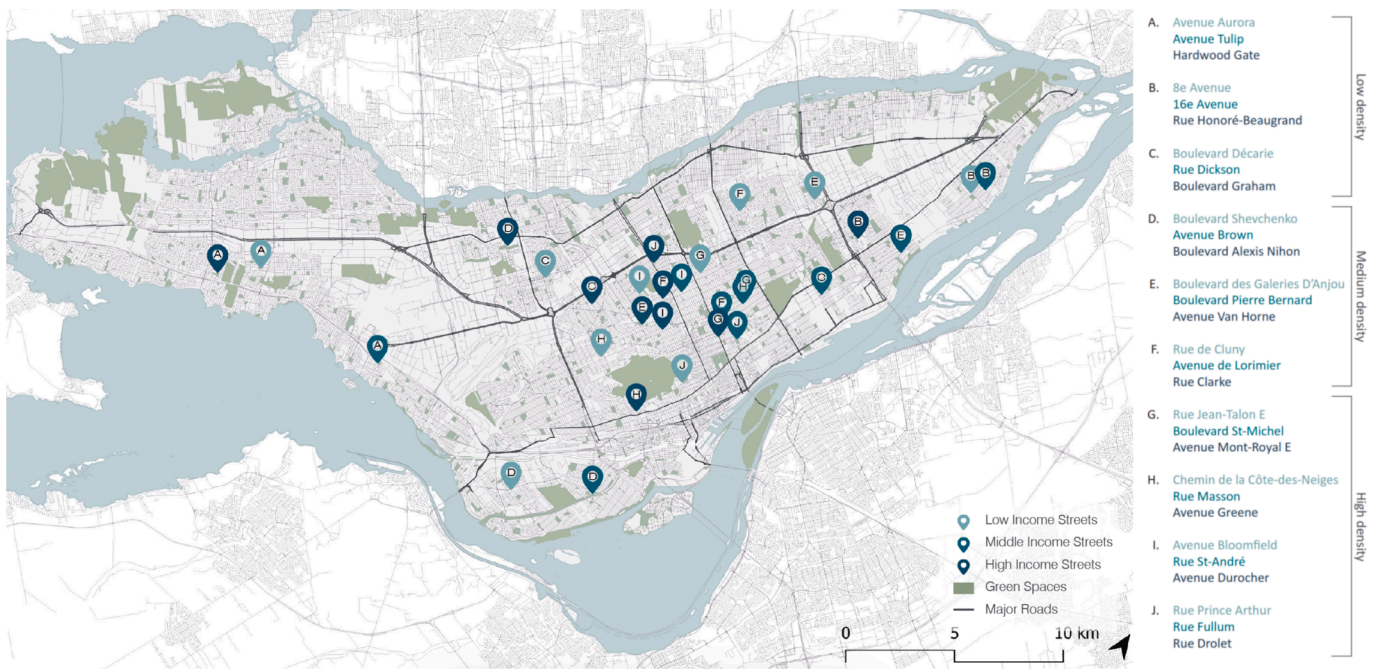 A
A
A
D
C
C
J
I
F
I
E
I
G
F
E
B
E
B
B
G
H
F
G
G
J
H
J
H
D
D
Low Income Streets
Middle Income Streets
High Income Streets
Green Spaces
Major Roads
0 5 10 km
A. Avenue Aurora
Avenue Tulip
Hardwood Gate
B. 8e Avenue
16e Avenue
Rue Honoré-Beaugrand
C. Boulevard Décarie
Rue Dickson
Boulevard Graham
Low density
D. Boulevard Shevchenko
Avenue Brown
Boulevard Alexis Nihon
E. Boulevard des Galeries D'Anjou
Boulevard Pierre Bernard
Avenue Van Horne
F. Rue de Cluny
Avenue de Lorimier
Rue Clarke
Medium density
G. Rue Jean-Talon E
Boulevard St-Michel
Avenue Mont-Royal E
H. Chemin de la Côte-des-Neiges
Rue Masson
Avenue Greene
I. Avenue Bloomfield
Rue St-André
Avenue Durocher
J. Rue Prince Arthur
Rue Fullum
Rue Drolet
High density